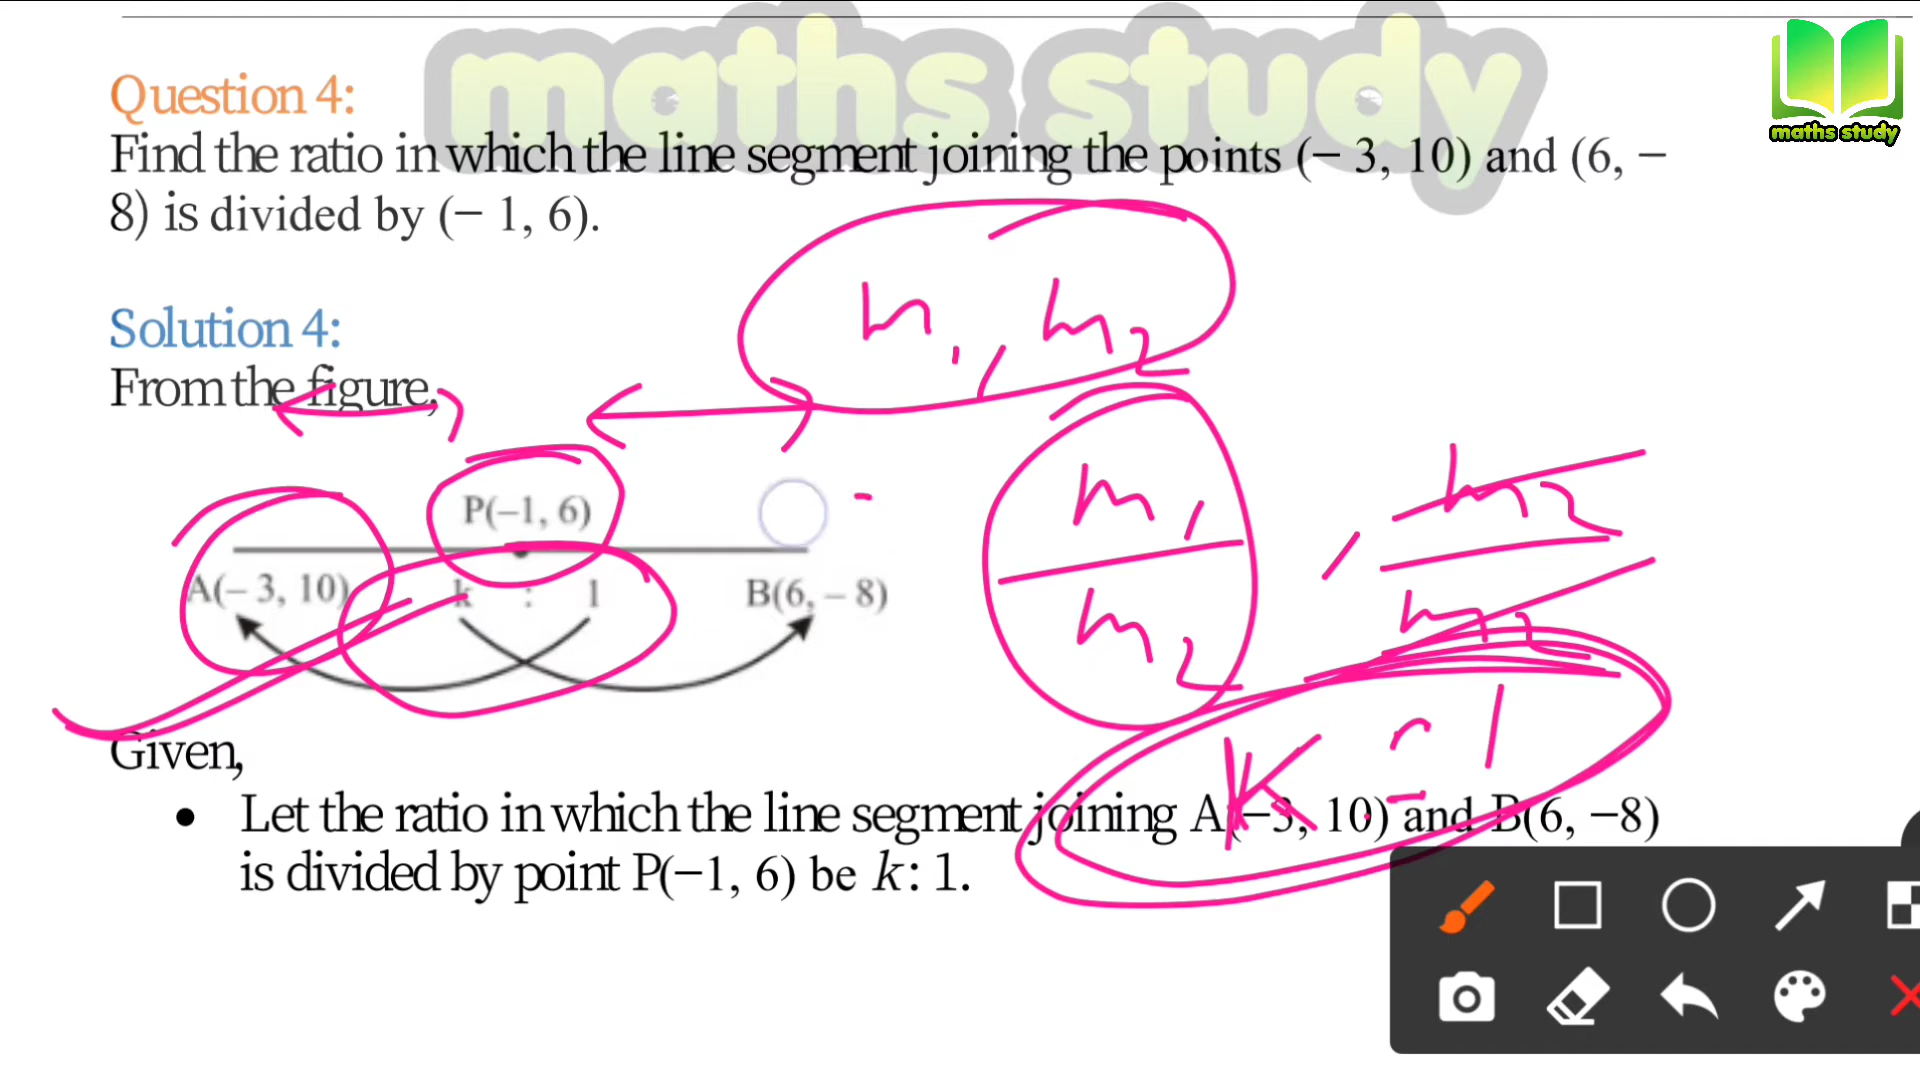 maths study
maths study
Question 4:
Find the ratio in which the line segment joining the points (− 3, 10) and (6, −
8) is divided by (− 1, 6).
m1, m2
Solution 4:
From the figure,
m1/m2, m2/m2
P(−1, 6)
A(− 3, 10) k : 1 B(6, − 8)
K : 1
Given,
• Let the ratio in which the line segment joining A(−3, 10) and B(6, −8)
is divided by point P(−1, 6) be k: 1.